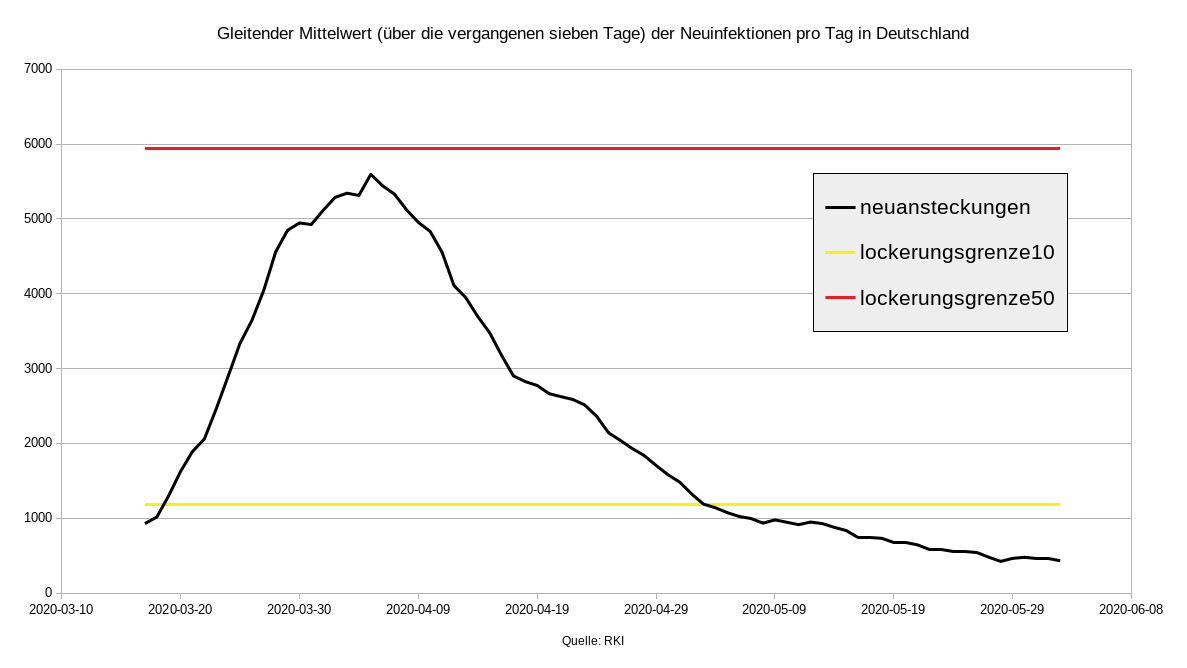 Gleitender Mittelwert (über die vergangenen sieben Tage) der Neuinfektionen pro Tag in Deutschland
7000
6000
5000
4000
3000
2000
1000
0
neuansteckungen
lockerungsgrenze10
lockerungsgrenze50
2020-03-10 2020-03-20 2020-03-30 2020-04-09 2020-04-19 2020-04-29 2020-05-09 2020-05-19 2020-05-29 2020-06-08
Quelle: RKI